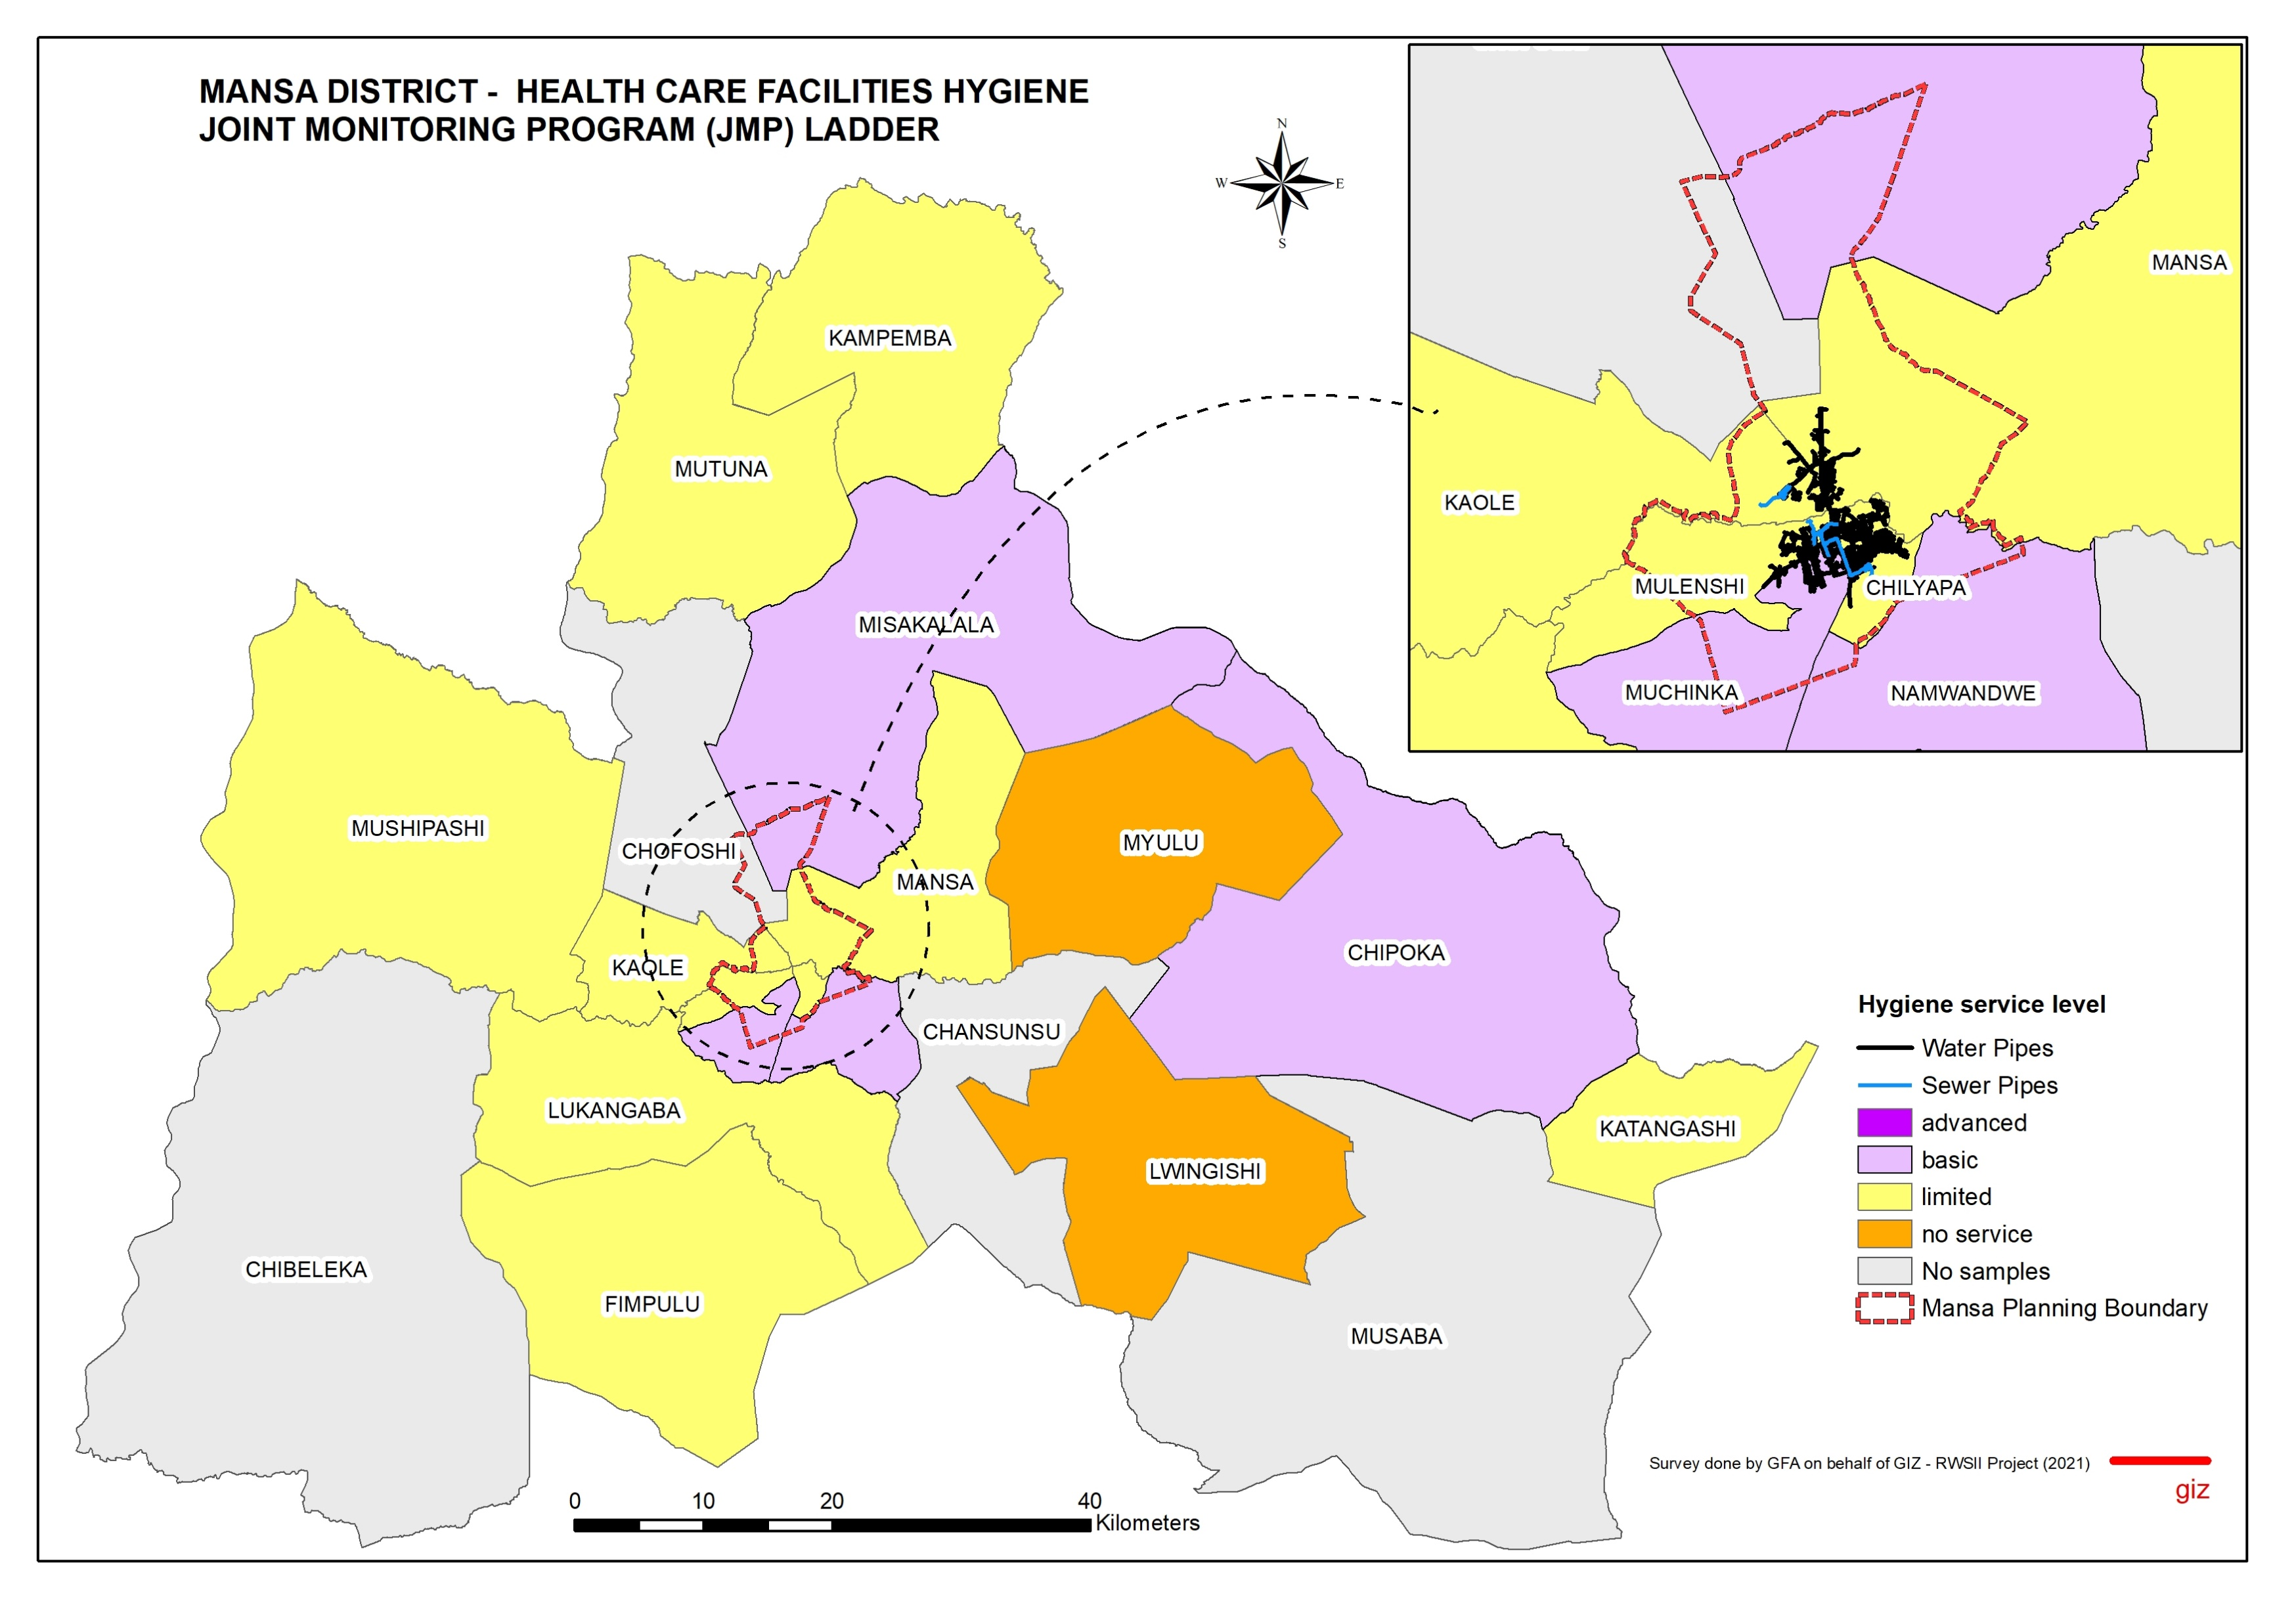 MANSA DISTRICT -  HEALTH CARE FACILITIES HYGIENE
JOINT MONITORING PROGRAM (JMP) LADDER
N
W
E
S
KAMPEMBA
MUTUNA
MISAKALALA
MUSHIPASHI
CHOFOSHI
MYULU
MANSA
CHIPOKA
KAOLE
CHANSUNSU
LUKANGABA
KATANGASHI
LWINGISHI
CHIBELEKA
FIMPULU
MUSABA
MANSA
KAOLE
MULENSHI
CHILYAPA
MUCHINKA
NAMWANDWE
Hygiene service level
Water Pipes
Sewer Pipes
advanced
basic
limited
no service
No samples
Mansa Planning Boundary
0 10 20 40
Kilometers
Survey done by GFA on behalf of GIZ - RWSII Project (2021)
giz